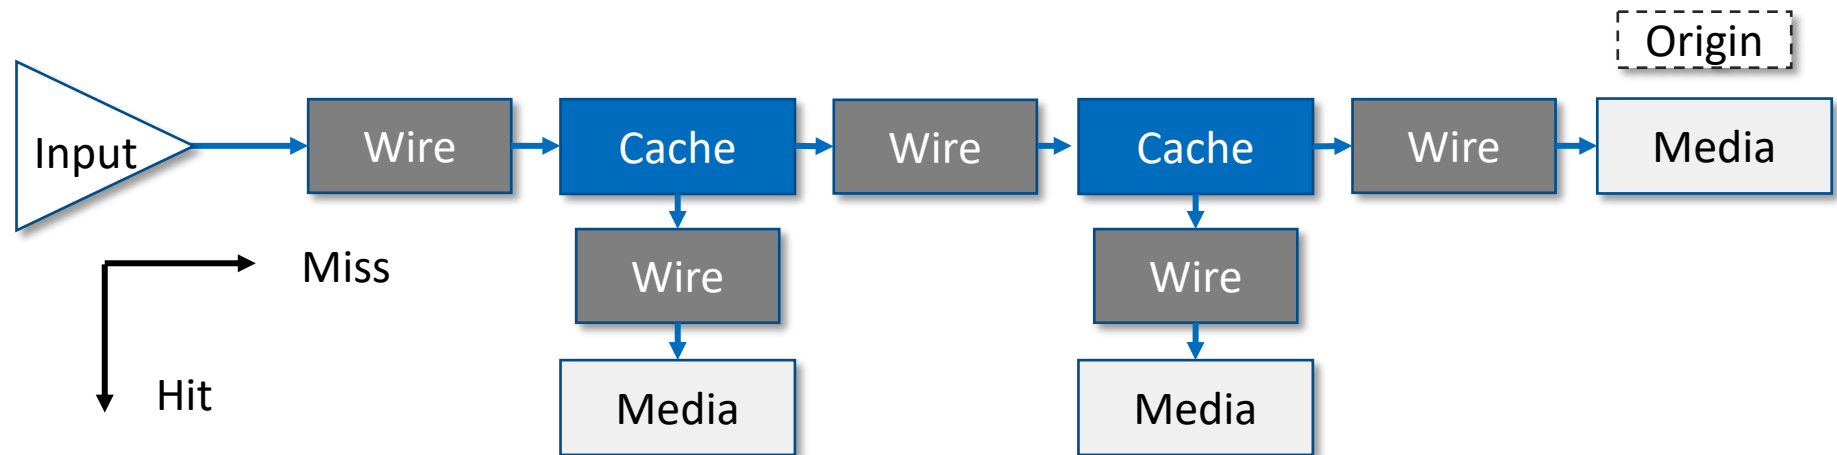 Origin
Input
Wire
Cache
Wire
Cache
Wire
Media
Miss
Wire
Wire
Hit
Media
Media